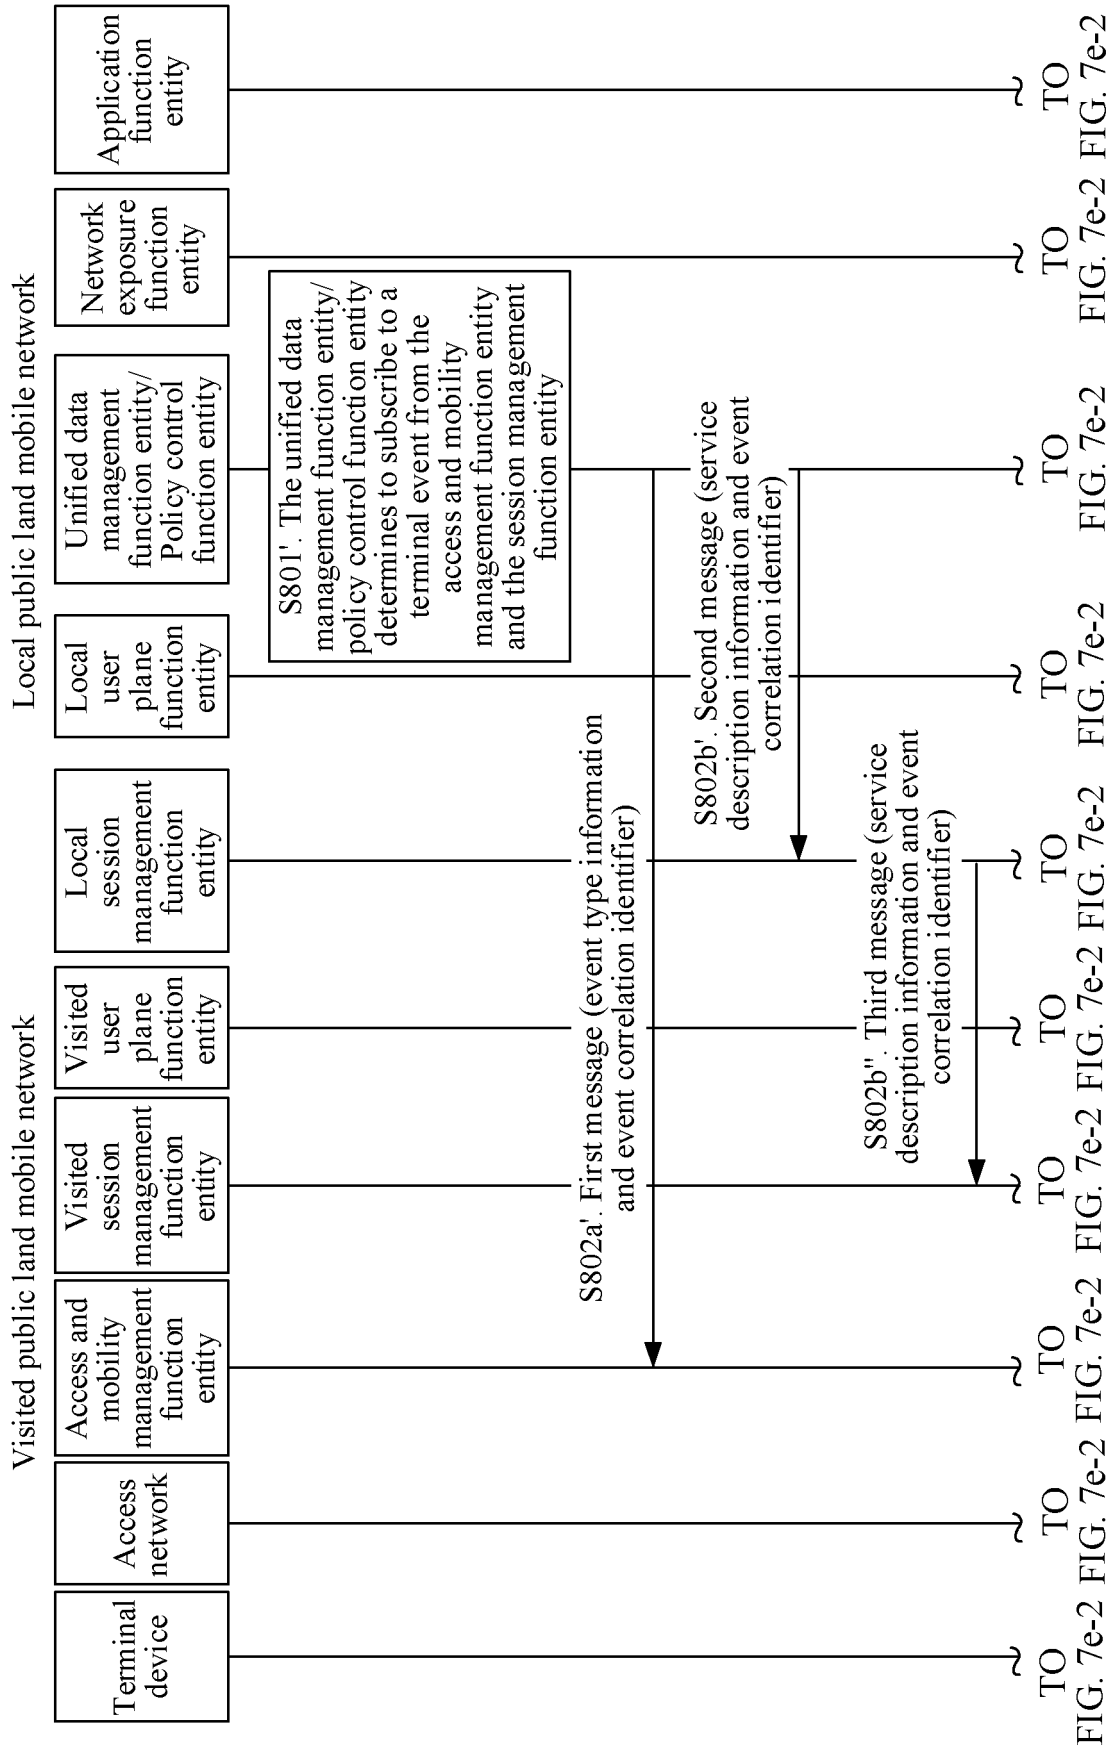 Visited public land mobile network
Local public land mobile network
Terminal
device
Access
network
Access and
mobility
management
function
entity
Visited
session
management
function
entity
Visited
user
plane
function
entity
Local
session
management
function
entity
Local
user
plane
function
entity
Unified data
management
function entity/
Policy control
function entity
Network
exposure
function
entity
Application
function
entity
S801'. The unified data
management function entity/
policy control function entity
determines to subscribe to a
terminal event from the
access and mobility
management function entity
and the session management
function entity
S802a'. First message (event type information
and event correlation identifier)
S802b'. Second message (service
description information and event
correlation identifier)
S802b''. Third message (service
description information and event
correlation identifier)
TO
FIG. 7e-2
TO
FIG. 7e-2
TO
FIG. 7e-2
TO
FIG. 7e-2
TO
FIG. 7e-2
TO
FIG. 7e-2
TO
FIG. 7e-2
TO
FIG. 7e-2
TO
FIG. 7e-2
TO
FIG. 7e-2